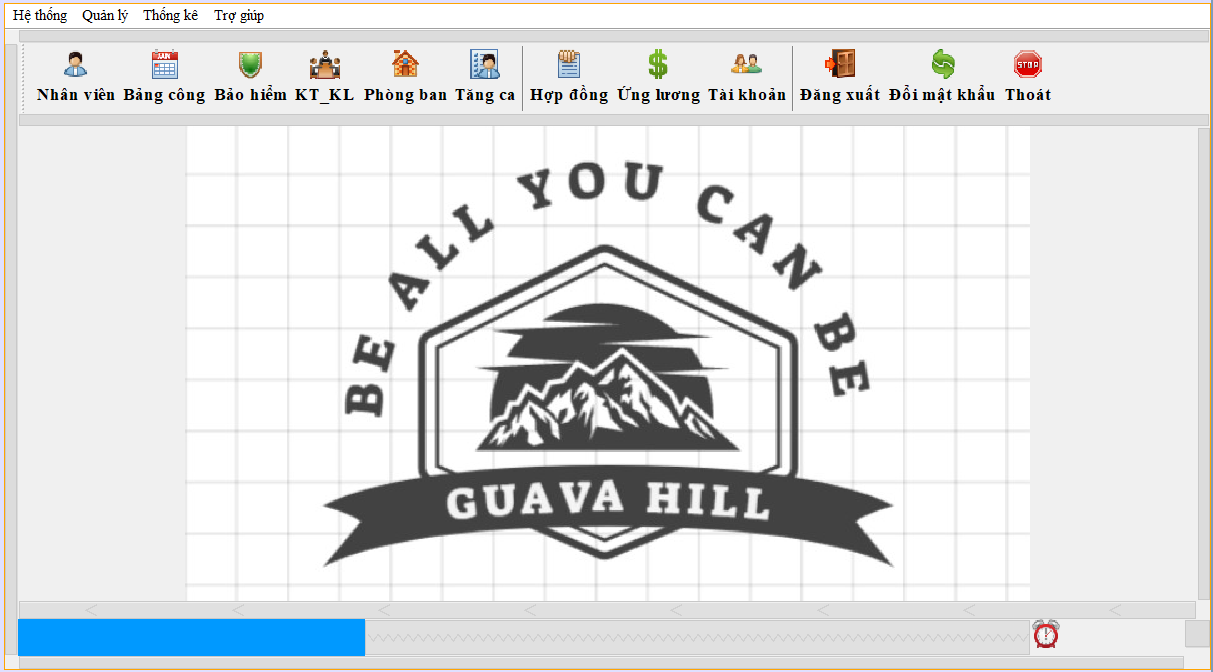 Hệ thống Quản lý Thống kê Trợ giúp
Nhân viên Bảng công Bảo hiểm KT_KL Phòng ban Tăng ca Hợp đồng Ứng lương Tài khoản Đăng xuất Đổi mật khẩu Thoát
JAN
STOP
BE ALL YOU CAN BE
GUAVA HILL